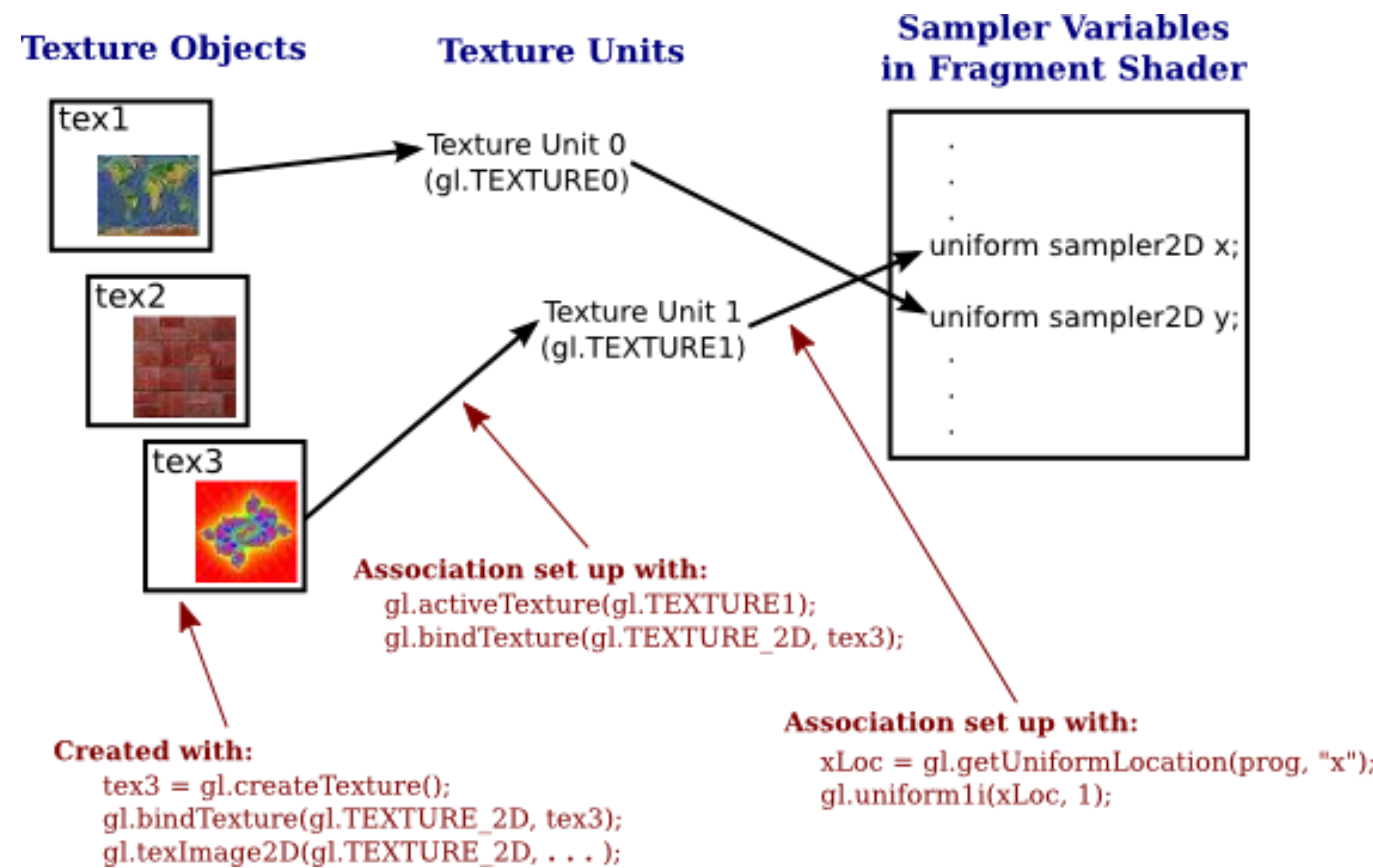 Texture Objects
Texture Units
Sampler Variables
in Fragment Shader
tex1
Texture Unit 0
(gl.TEXTURE0)
.
.
.
uniform sampler2D x;
uniform sampler2D y;
.
.
.
tex2
Texture Unit 1
(gl.TEXTURE1)
tex3
Association set up with:
gl.activeTexture(gl.TEXTURE1);
gl.bindTexture(gl.TEXTURE_2D, tex3);
Association set up with:
xLoc = gl.getUniformLocation(prog, "x");
gl.uniform1i(xLoc, 1);
Created with:
tex3 = gl.createTexture();
gl.bindTexture(gl.TEXTURE_2D, tex3);
gl.texImage2D(gl.TEXTURE_2D, . . . );